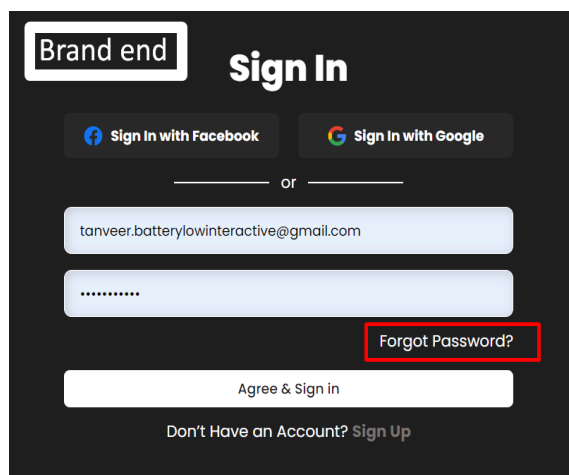 Brand end
Sign In
Sign In with Facebook
Sign In with Google
or
tanveer.batterylowinteractive@gmail.com
•••••••••••
Forgot Password?
Agree & Sign in
Don't Have an Account? Sign Up